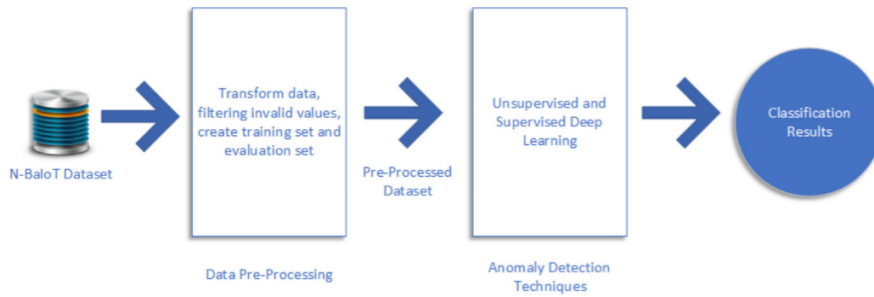 N-BaIoT Dataset
Transform data,
filtering invalid values,
create training set and
evaluation set
Data Pre-Processing
Pre-Processed
Dataset
Unsupervised and
Supervised Deep
Learning
Anomaly Detection
Techniques
Classification
Results